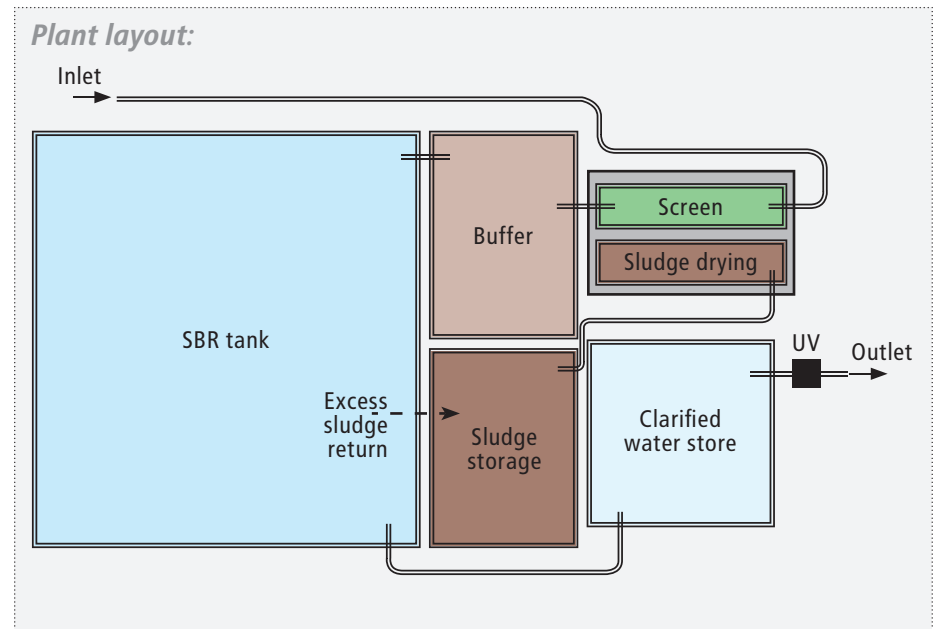 Plant layout:
Inlet
Screen
Buffer
Sludge drying
SBR tank
UV
Outlet
Excess
sludge
return
Sludge
storage
Clarified
water store